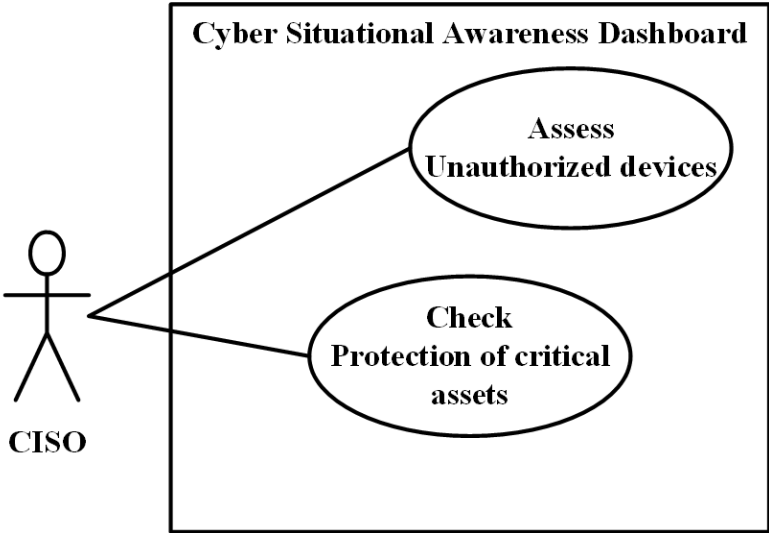 Cyber Situational Awareness Dashboard
Assess
Unauthorized devices
Check
Protection of critical
assets
CISO